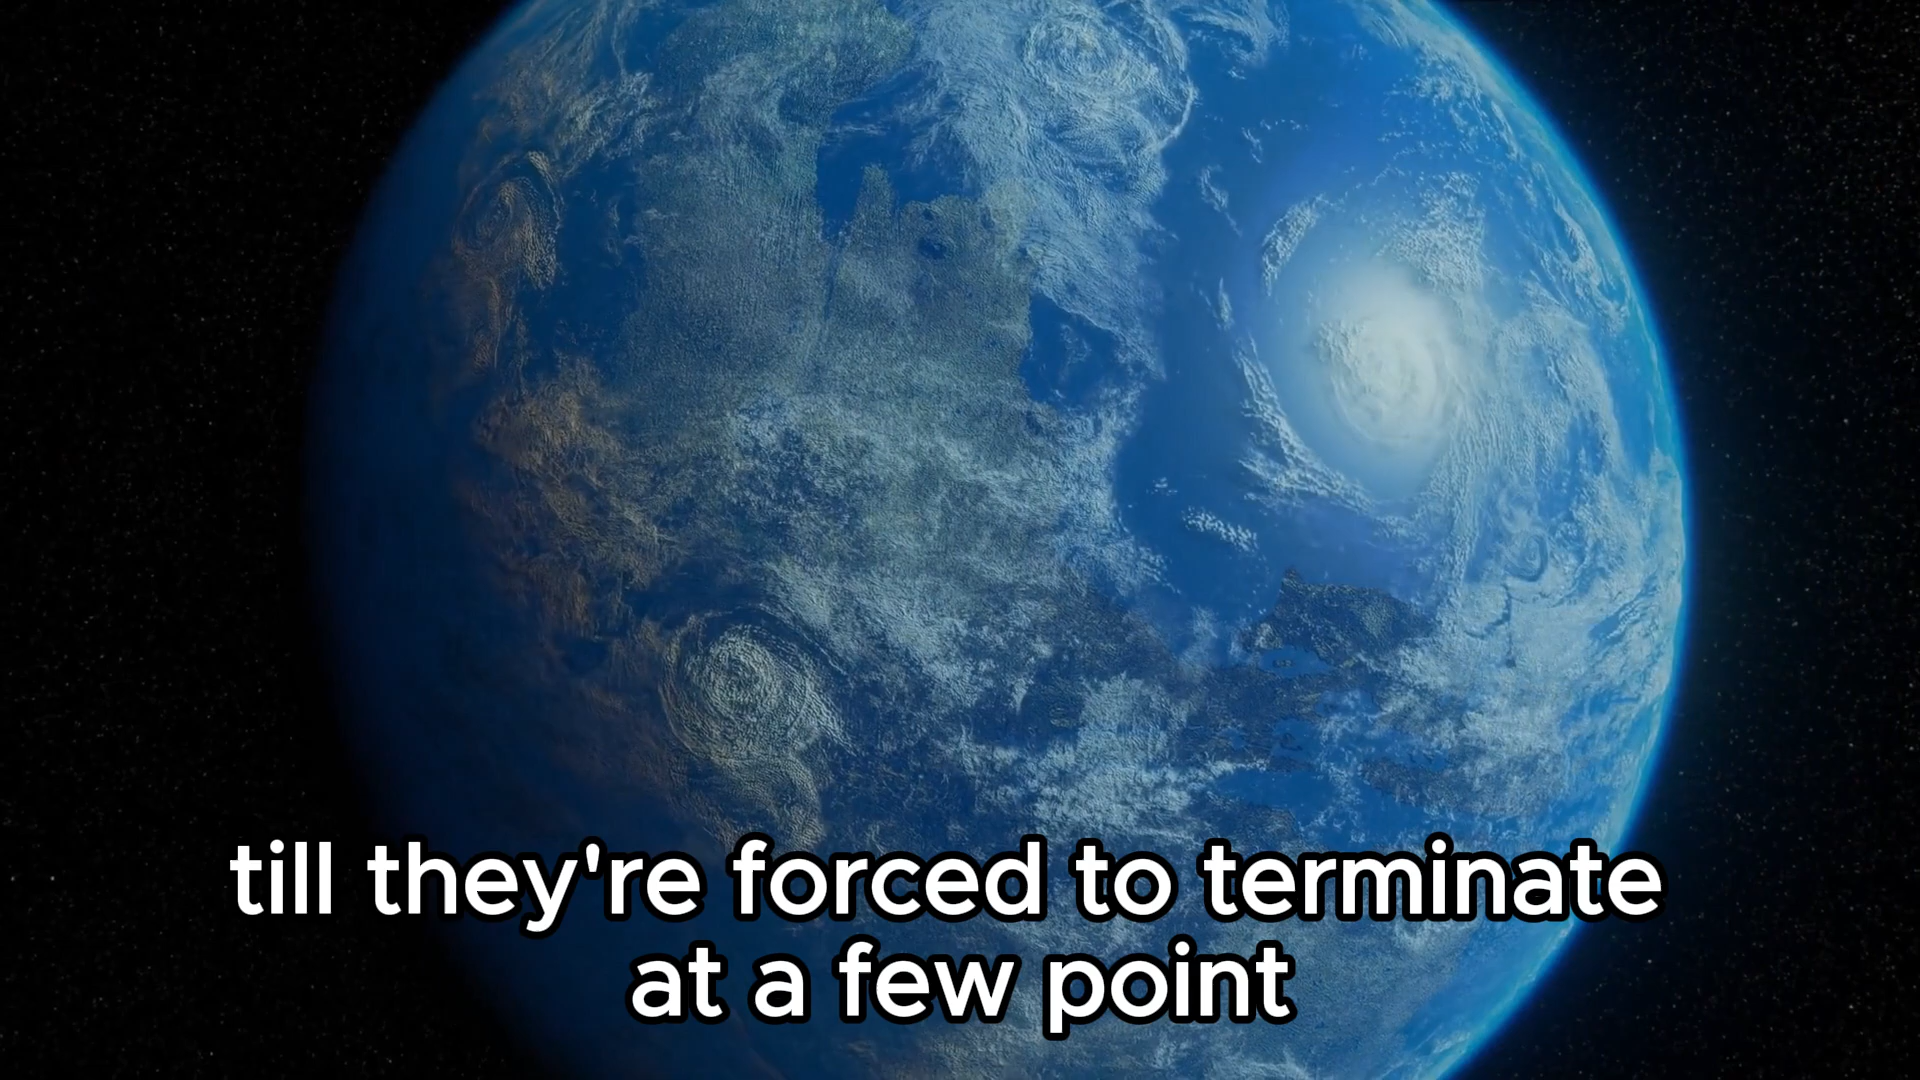 till they're forced to terminate
at a few point